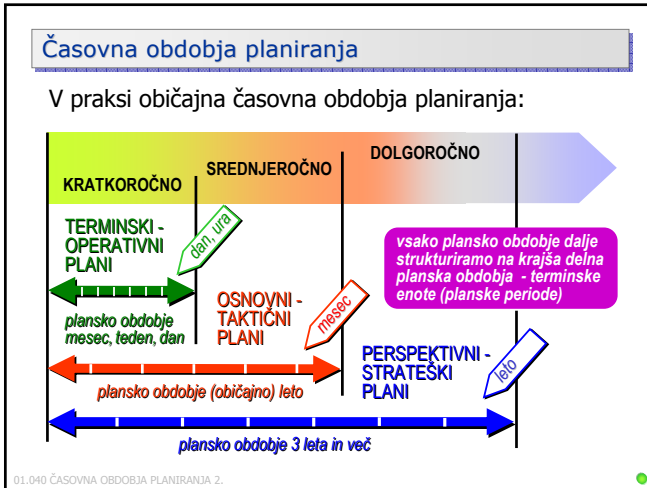 Časovna obdobja planiranja
V praksi običajna časovna obdobja planiranja:
KRATKOROČNO
SREDNJEROČNO
DOLGOROČNO
TERMINSKI -
OPERATIVNI
PLANI
dan, ura
plansko obdobje
mesec, teden, dan
OSNOVNI -
TAKTIČNI
PLANI
mesec
plansko obdobje (običajno) leto
vsako plansko obdobje dalje
strukturiramo na krajša delna
planska obdobja - terminske
enote (planske periode)
PERSPEKTIVNI -
STRATEŠKI
PLANI
leto
plansko obdobje 3 leta in več
01.040 ČASOVNA OBDOBJA PLANIRANJA 2.